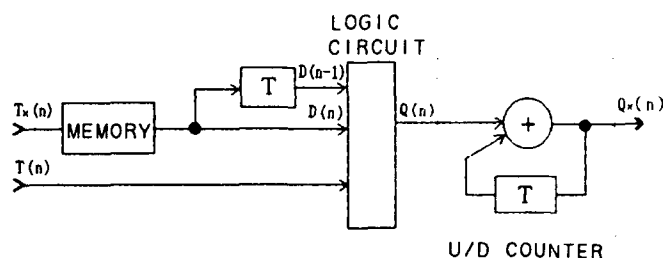 LOGIC
CIRCUIT
T
D(n-1)
Tx(n)
MEMORY
D(n)
Q(n)
+
Qx(n)
T(n)
T
U/D COUNTER